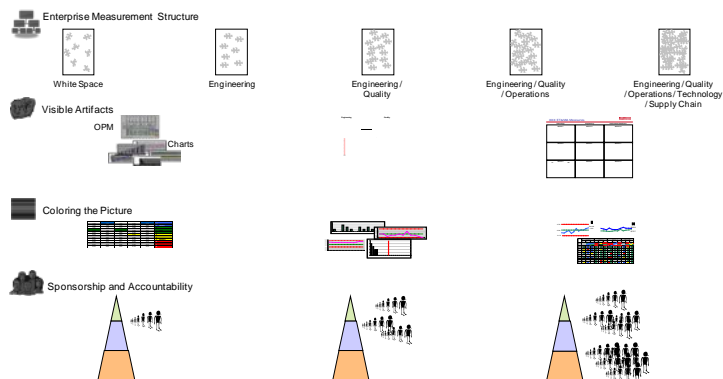 Enterprise Measurement Structure
White Space
Engineering
Engineering /
Quality
Engineering / Quality
/ Operations
Engineering / Quality
/ Operations / Technology
/ Supply Chain
Visible Artifacts
OPM
Charts
Coloring the Picture
Sponsorship and Accountability